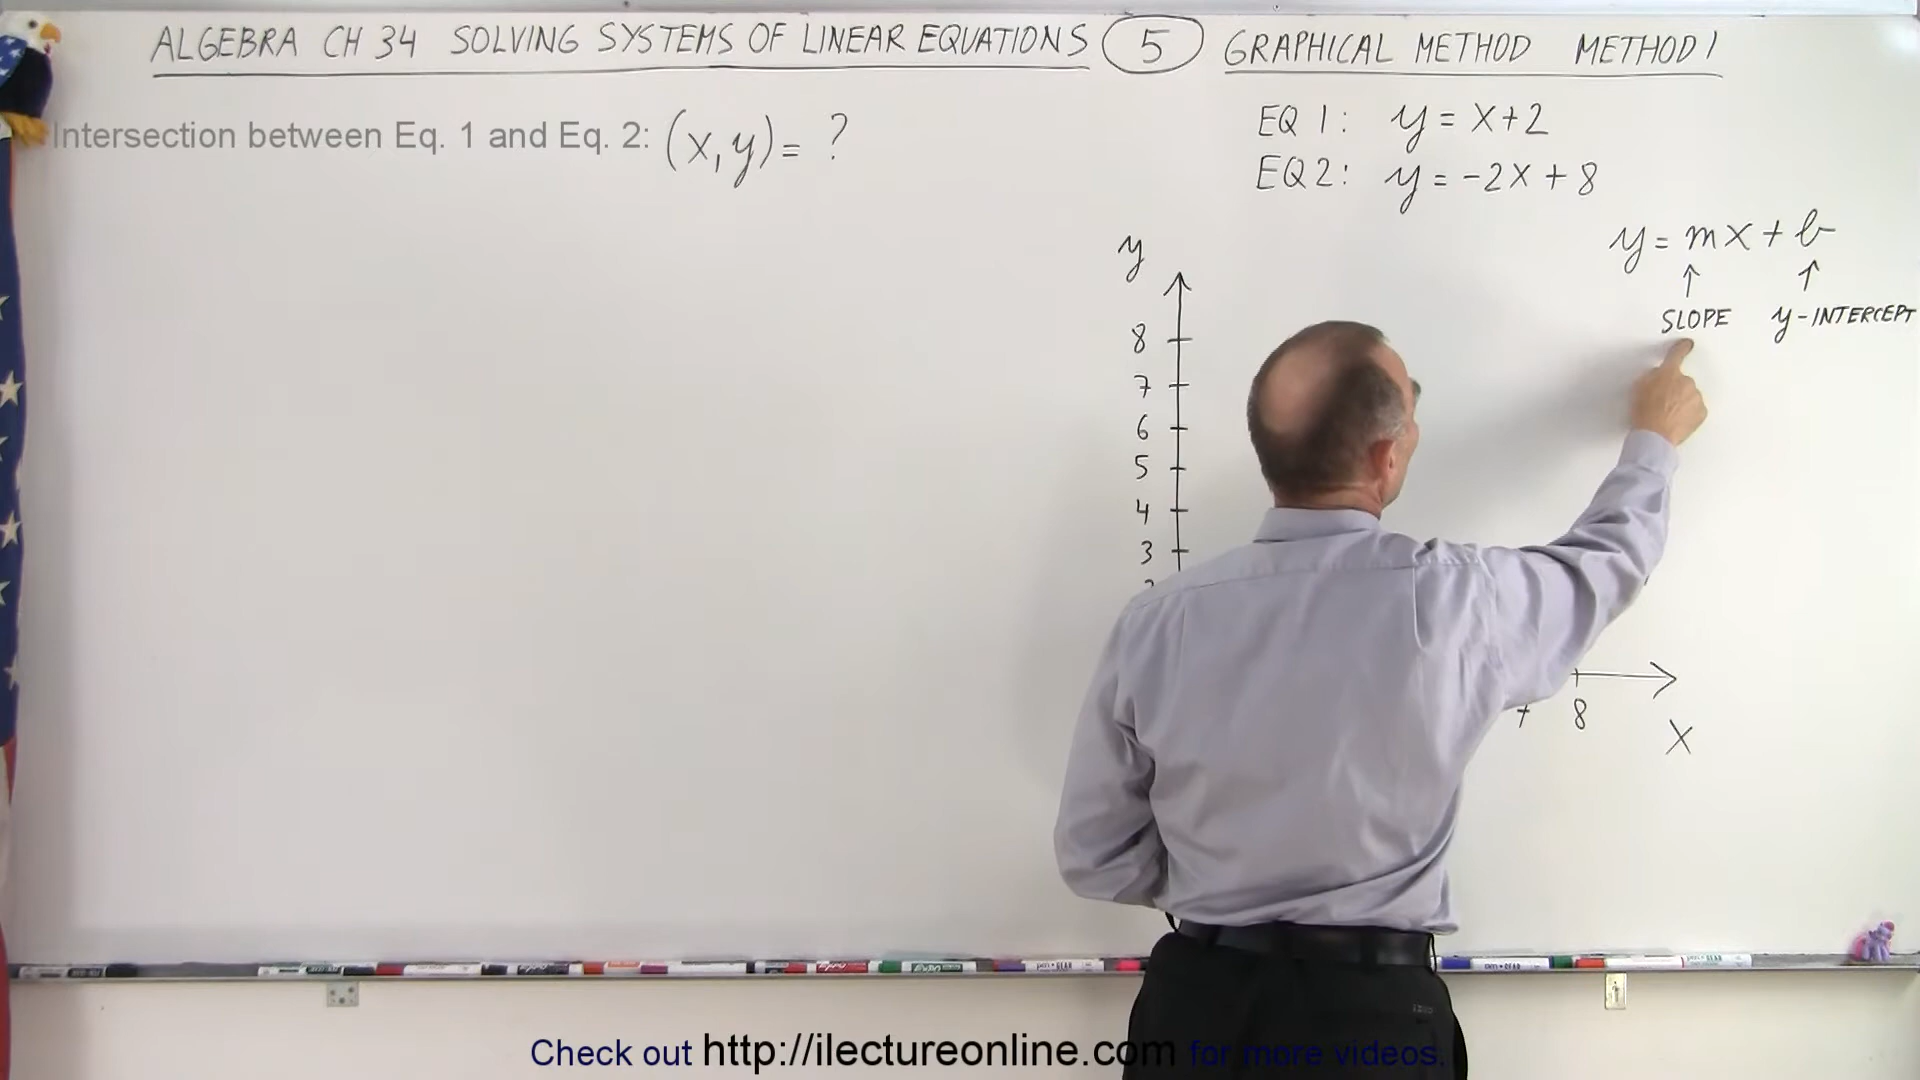 ALGEBRA CH 34 SOLVING SYSTEMS OF LINEAR EQUATIONS 5 GRAPHICAL METHOD METHOD 1
Intersection between Eq. 1 and Eq. 2: (x,y) = ?
EQ 1: y = x+2
EQ2: y = -2x + 8
y = mx + b
↑ ↑
SLOPE y-INTERCEPT
y
8
7
6
5
4
3
7 8
X
Check out http://ilectureonline.com for more videos.